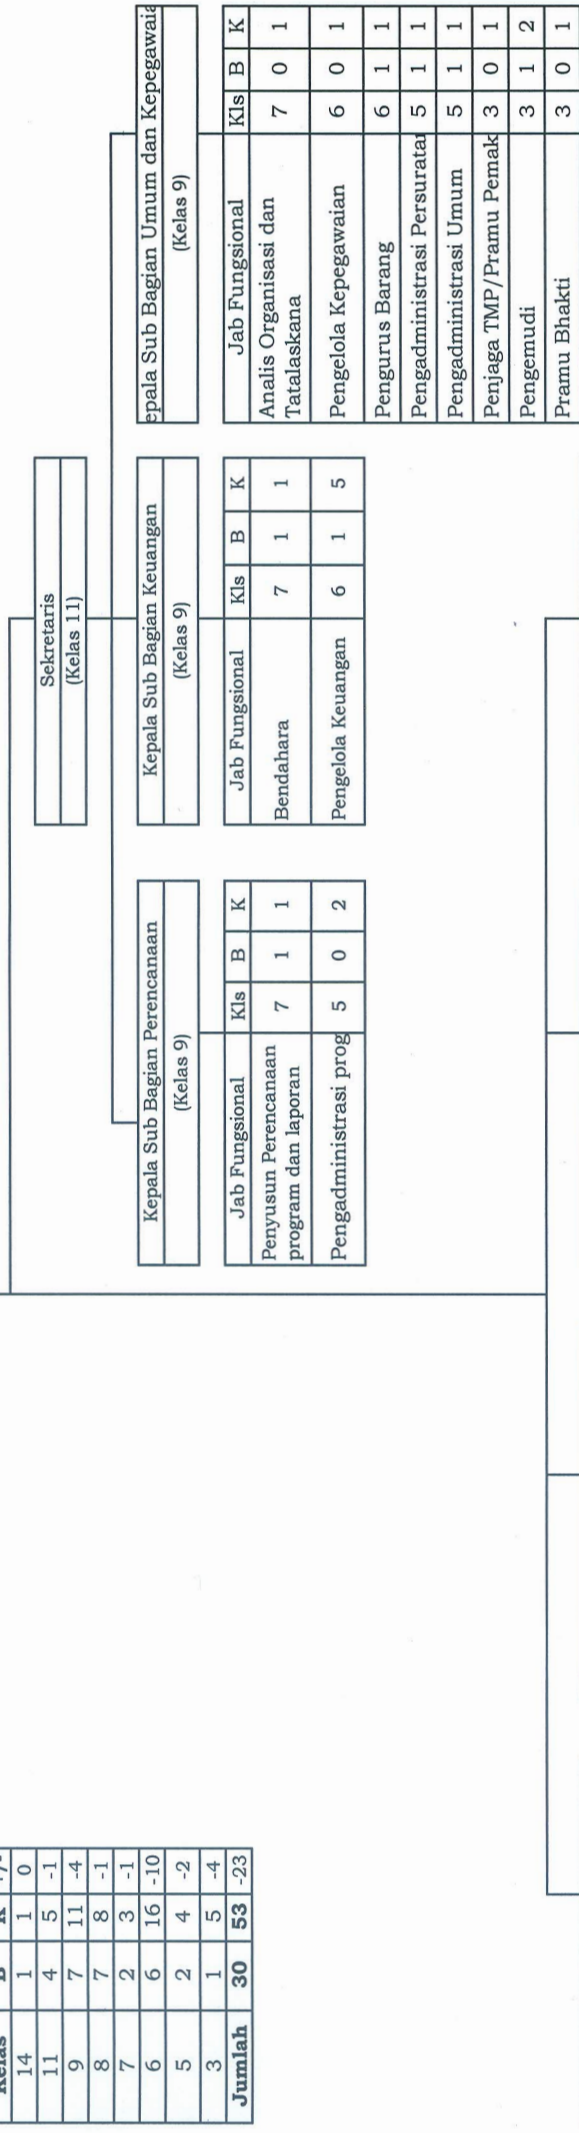 Kelas B K +/-
14 1 1 0
11 4 5 -1
9 7 11 -4
8 7 8 -1
7 2 3 -1
6 6 16 -10
5 2 4 -2
3 1 5 -4
Jumlah 30 53 -23
Sekretaris
(Kelas 11)
Kepala Sub Bagian Perencanaan
(Kelas 9)
Jab Fungsional Kls B K
Penyusun Perencanaan
program dan laporan 7 1 1
Pengadministrasi prog 5 0 2
Kepala Sub Bagian Keuangan
(Kelas 9)
Jab Fungsional Kls B K
Bendahara 7 1 1
Pengelola Keuangan 6 1 5
epala Sub Bagian Umum dan Kepegawaia
(Kelas 9)
Jab Fungsional Kls B K
Analis Organisasi dan
Tatalaskana 7 0 1
Pengelola Kepegawaian 6 0 1
Pengurus Barang 6 1 1
Pengadministrasi Persuratan 5 1 1
Pengadministrasi Umum 5 1 1
Penjaga TMP/Pramu Pemak 3 0 1
Pengemudi 3 1 2
Pramu Bhakti 3 0 1